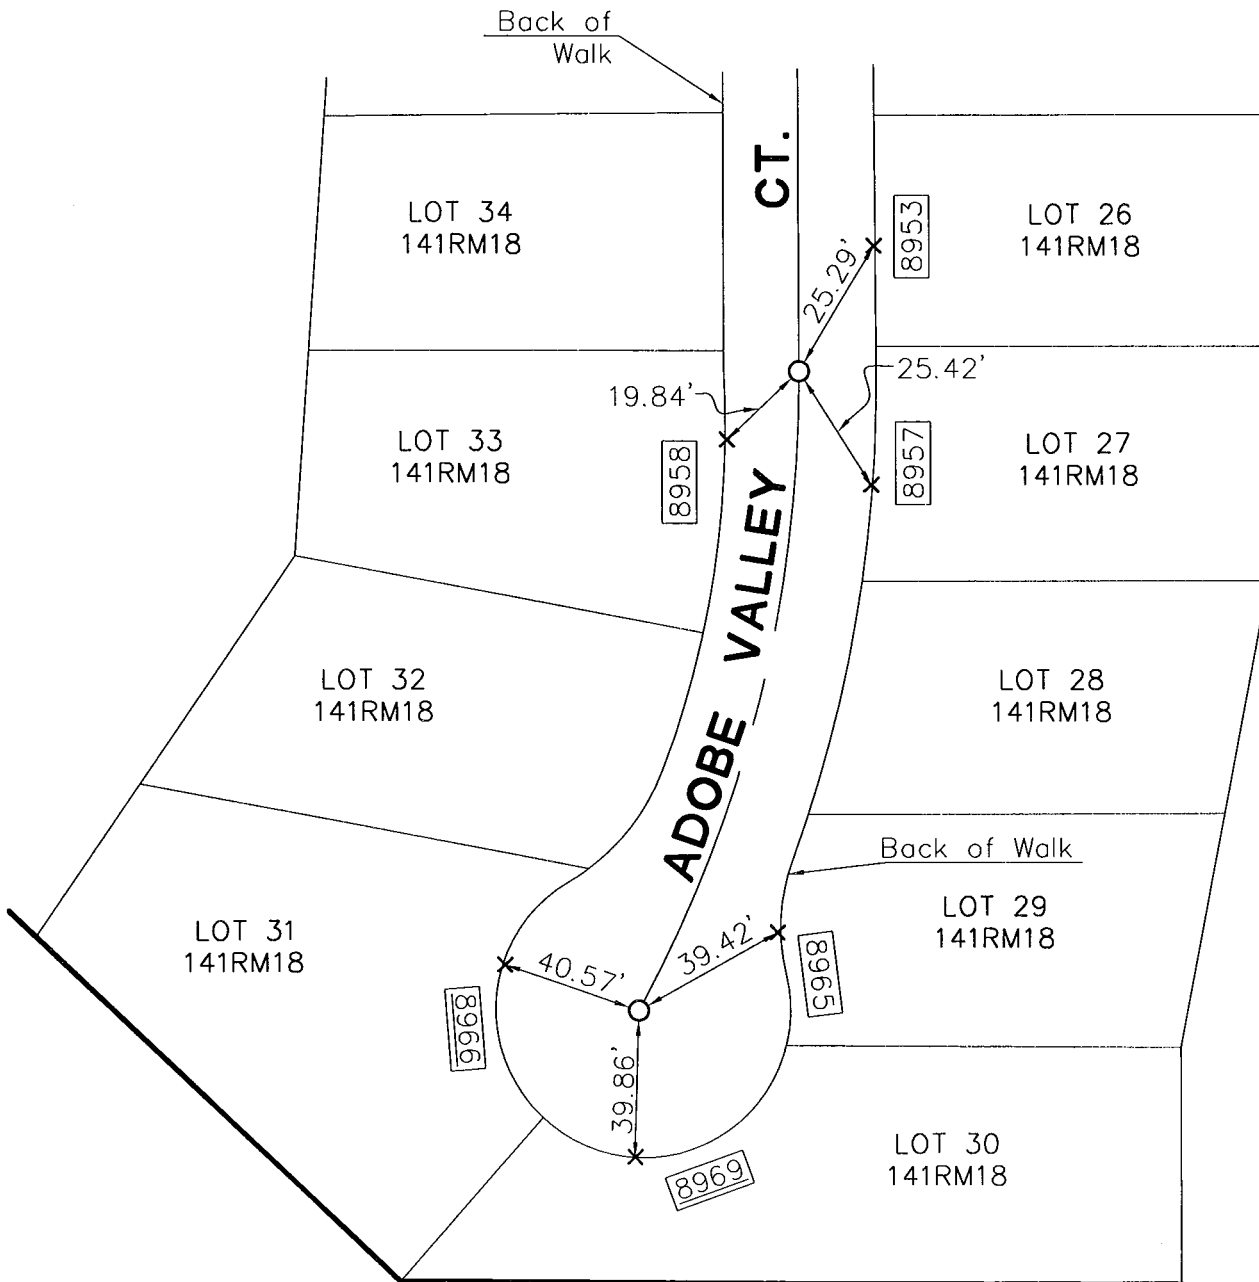 Back of
Walk
CT.
LOT 34
141RM18
8953
LOT 26
141RM18
25.29'
19.84'
25.42'
LOT 33
141RM18
8958
8957
LOT 27
141RM18
ADOBE VALLEY
LOT 32
141RM18
LOT 28
141RM18
Back of Walk
LOT 31
141RM18
40.57'
39.42'
8965
LOT 29
141RM18
8966
39.86'
8969
LOT 30
141RM18